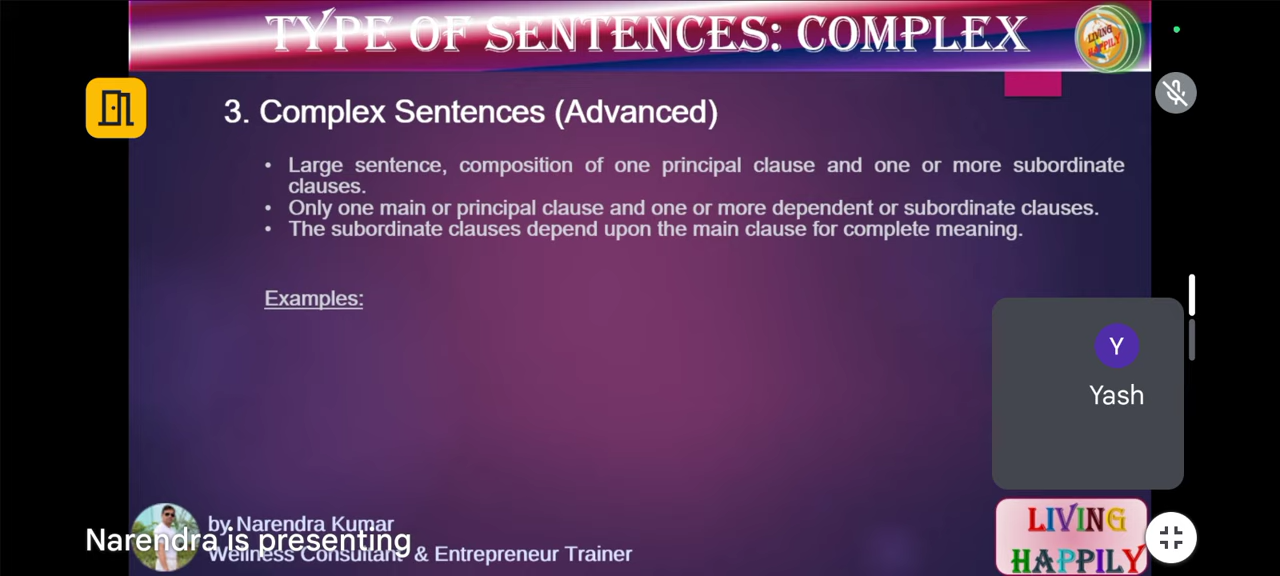 TYPE OF SENTENCES: COMPLEX
LIVING
HAPPILY
3. Complex Sentences (Advanced)
• Large sentence, composition of one principal clause and one or more subordinate
clauses.
• Only one main or principal clause and one or more dependent or subordinate clauses.
• The subordinate clauses depend upon the main clause for complete meaning.
Examples:
Y
Yash
by Narendra Kumar
Narendra is presenting
Wellness Consultant & Entrepreneur Trainer
LIVING
HAPPILY